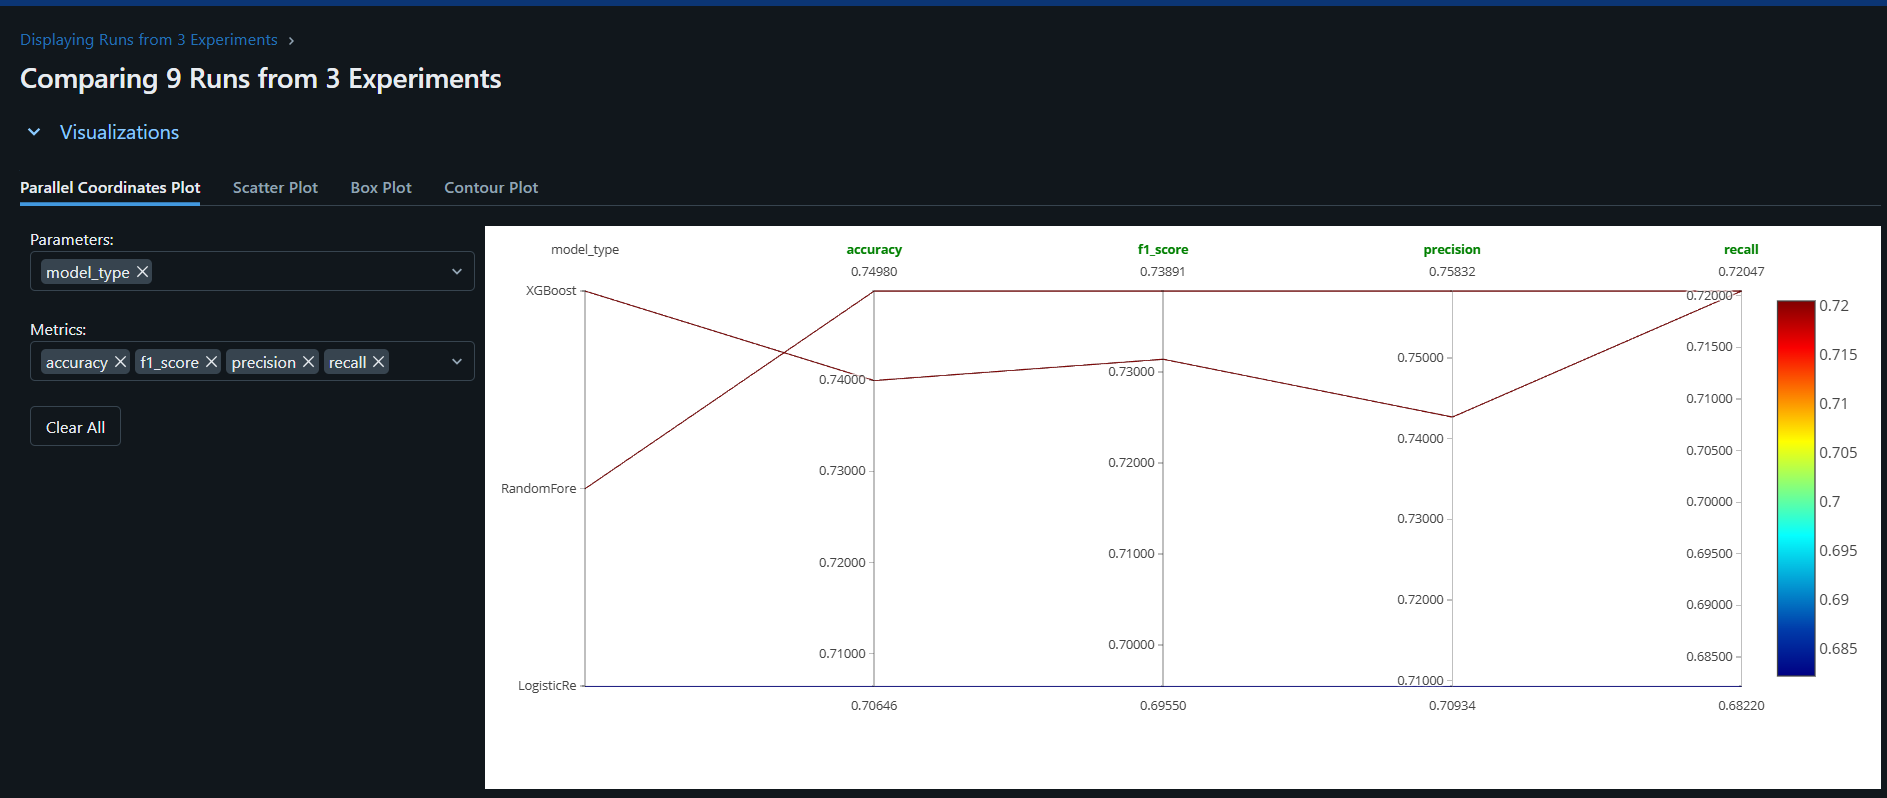 Displaying Runs from 3 Experiments
Comparing 9 Runs from 3 Experiments
Visualizations
Parallel Coordinates Plot Scatter Plot Box Plot Contour Plot
Parameters:
model_type
Metrics:
accuracy f1_score precision recall
Clear All
model_type
XGBoost
RandomFore
LogisticRe
accuracy
0.74980
0.74000
0.73000
0.72000
0.71000
0.70646
f1_score
0.73891
0.73000
0.72000
0.71000
0.70000
0.69550
precision
0.75832
0.75000
0.74000
0.73000
0.72000
0.71000
0.70934
recall
0.72047
0.72000
0.71500
0.71000
0.70500
0.70000
0.69500
0.69000
0.68500
0.68220
0.72
0.715
0.71
0.705
0.7
0.695
0.69
0.685